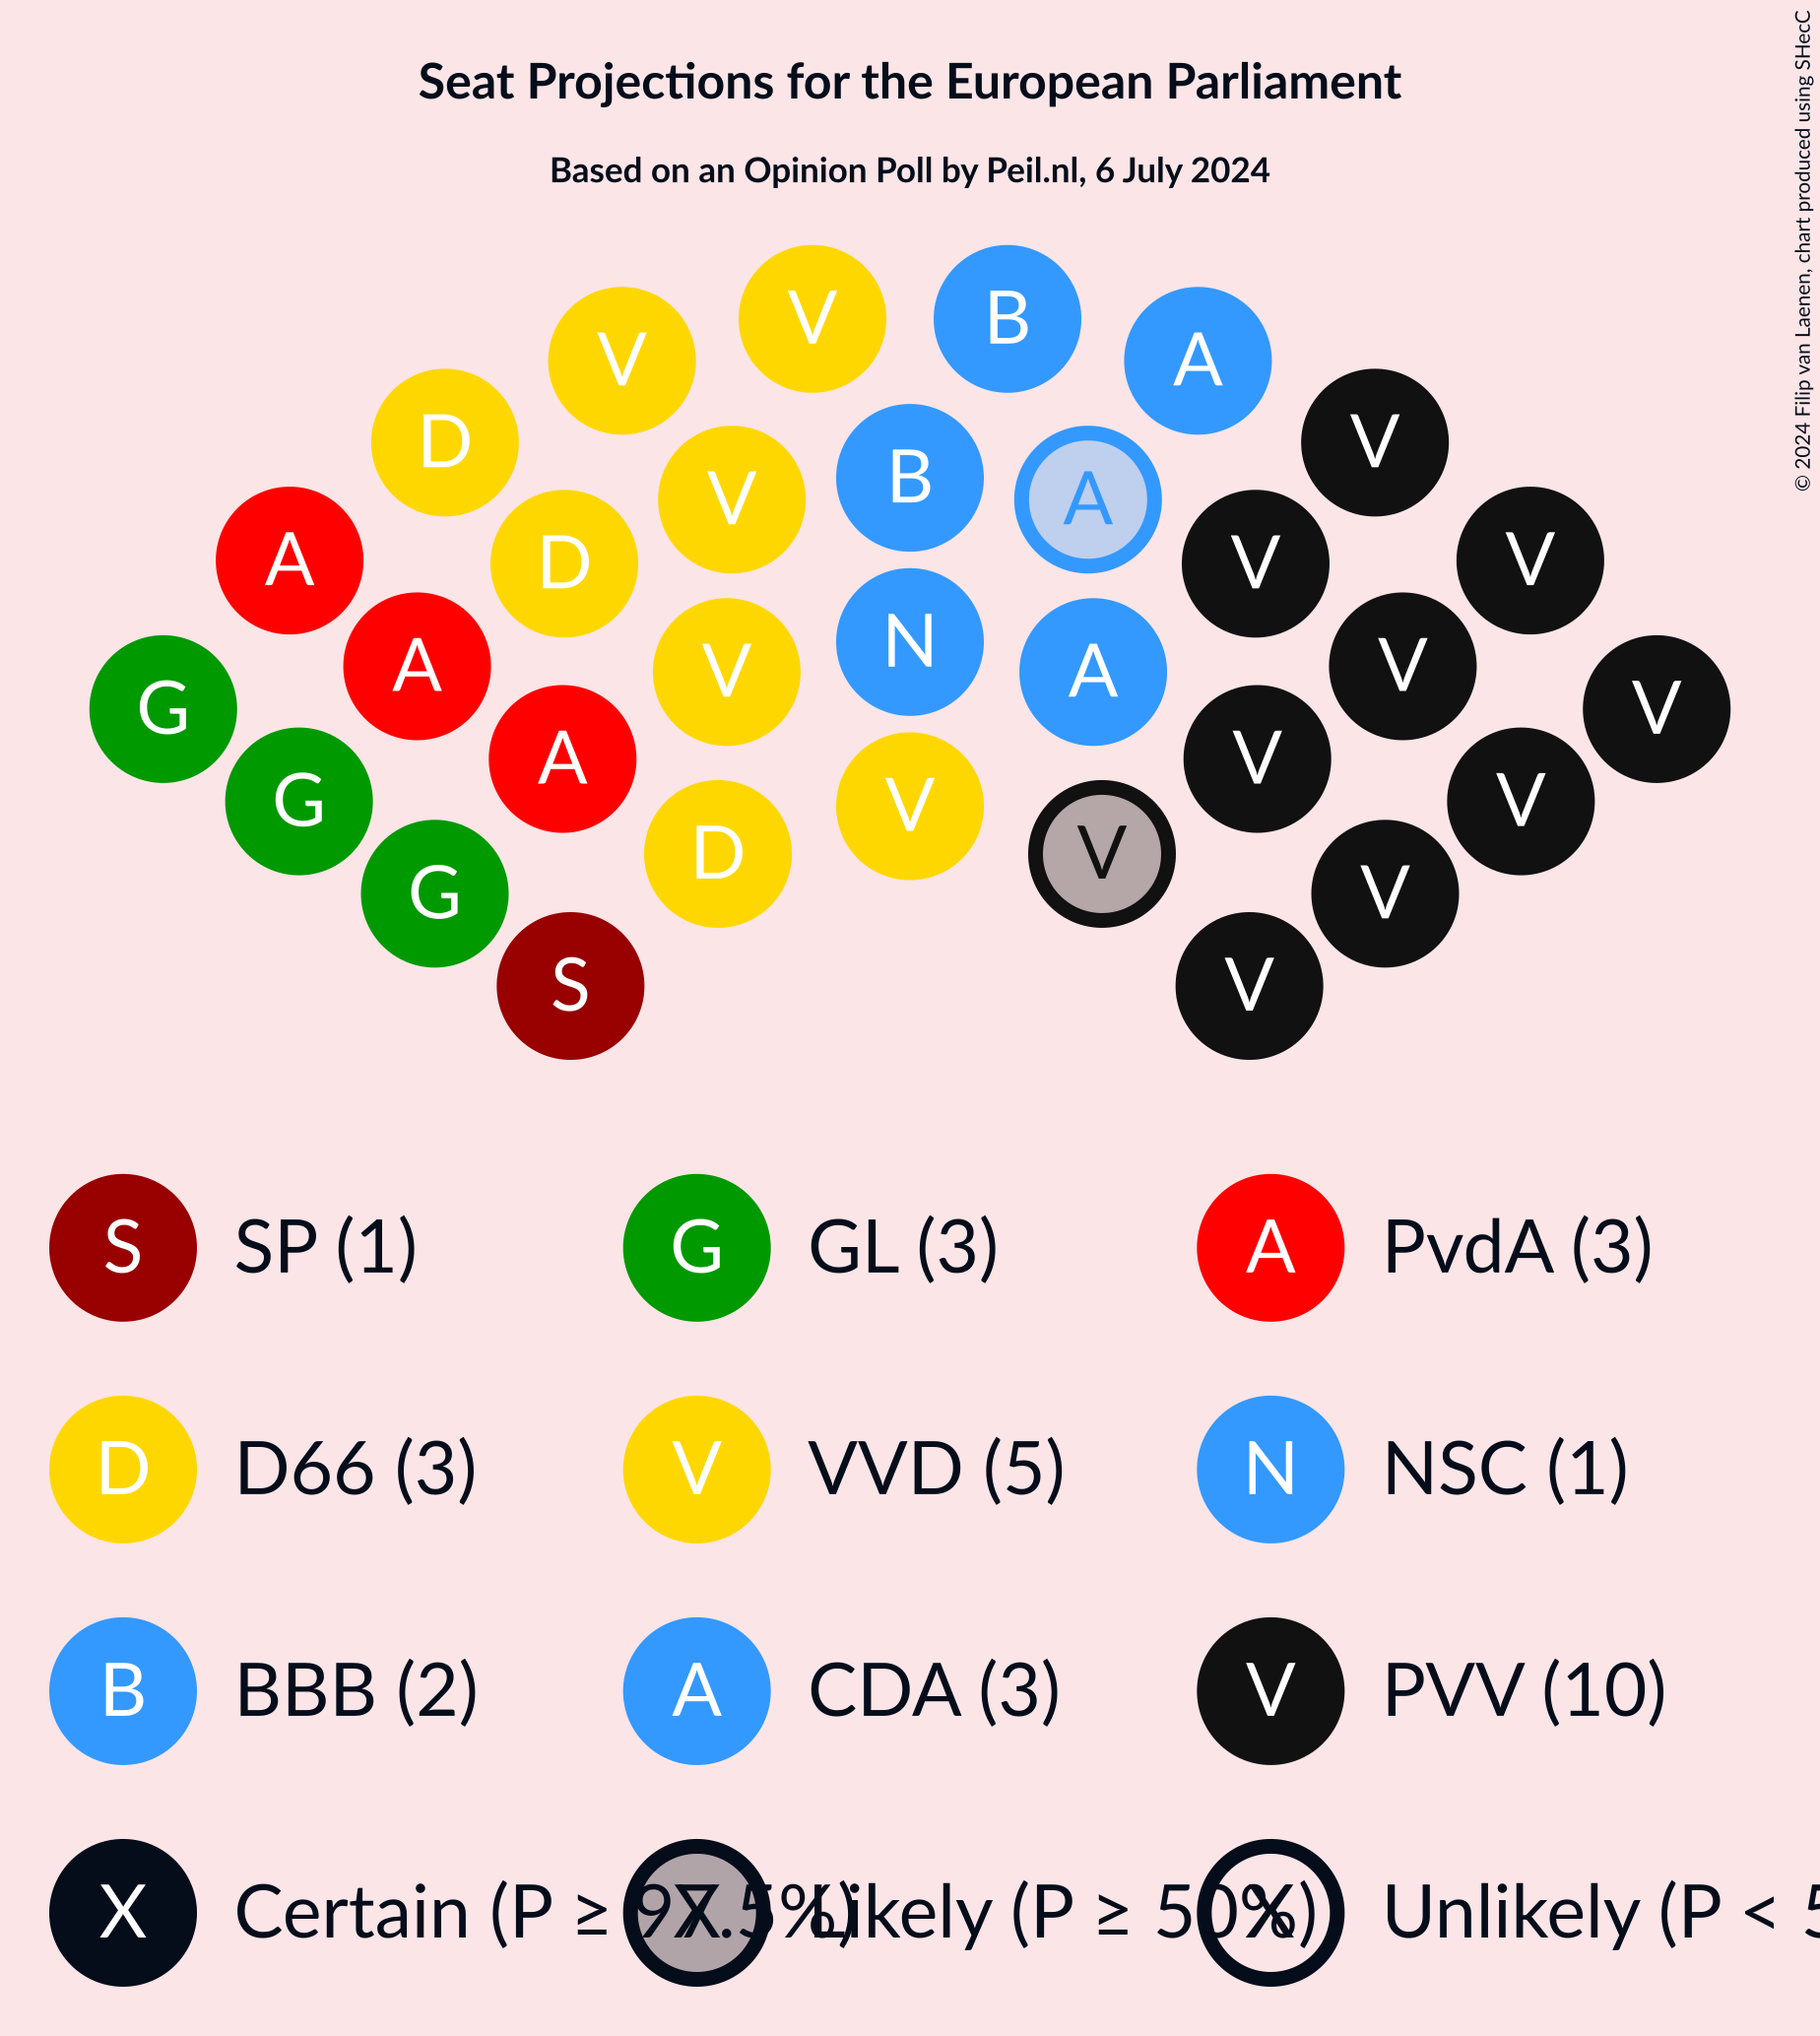 Seat Projections for the European Parliament
Based on an Opinion Poll by Peil.nl, 6 July 2024
© 2024 Filip van Laenen, chart produced using SHecC
V V B A
D V B A V
A D V N A V V
G A V V V V V
G A D V V V
G V
S V
S SP (1) G GL (3) A PvdA (3)
D D66 (3) V VVD (5) N NSC (1)
B BBB (2) A CDA (3) V PVV (10)
X Certain (P ≥ 97.5%) X Likely (P ≥ 50%) X Unlikely (P < 5